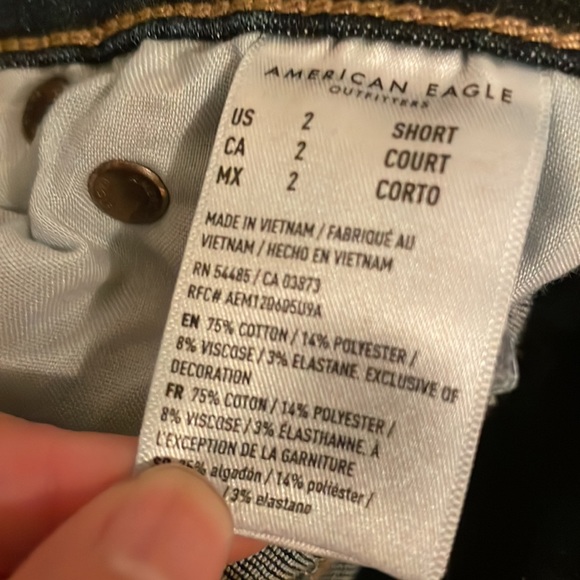 AMERICAN EAGLE
OUTFITTERS
US 2 SHORT
CA 2 COURT
MX 2 CORTO
MADE IN VIETNAM / FABRIQUÉ AU
VIETNAM / HECHO EN VIETNAM
RN 54485 / CA 03873
RFC# AEM120605U9A
EN 75% COTTON / 14% POLYESTER /
8% VISCOSE / 3% ELASTANE. EXCLUSIVE OF
DECORATION
FR 75% COTON / 14% POLYESTER /
8% VISCOSE / 3% ÉLASTHANNE. À
L'EXCEPTION DE LA GARNITURE
75% algodón / 14% poliéster /
/ 3% elastano